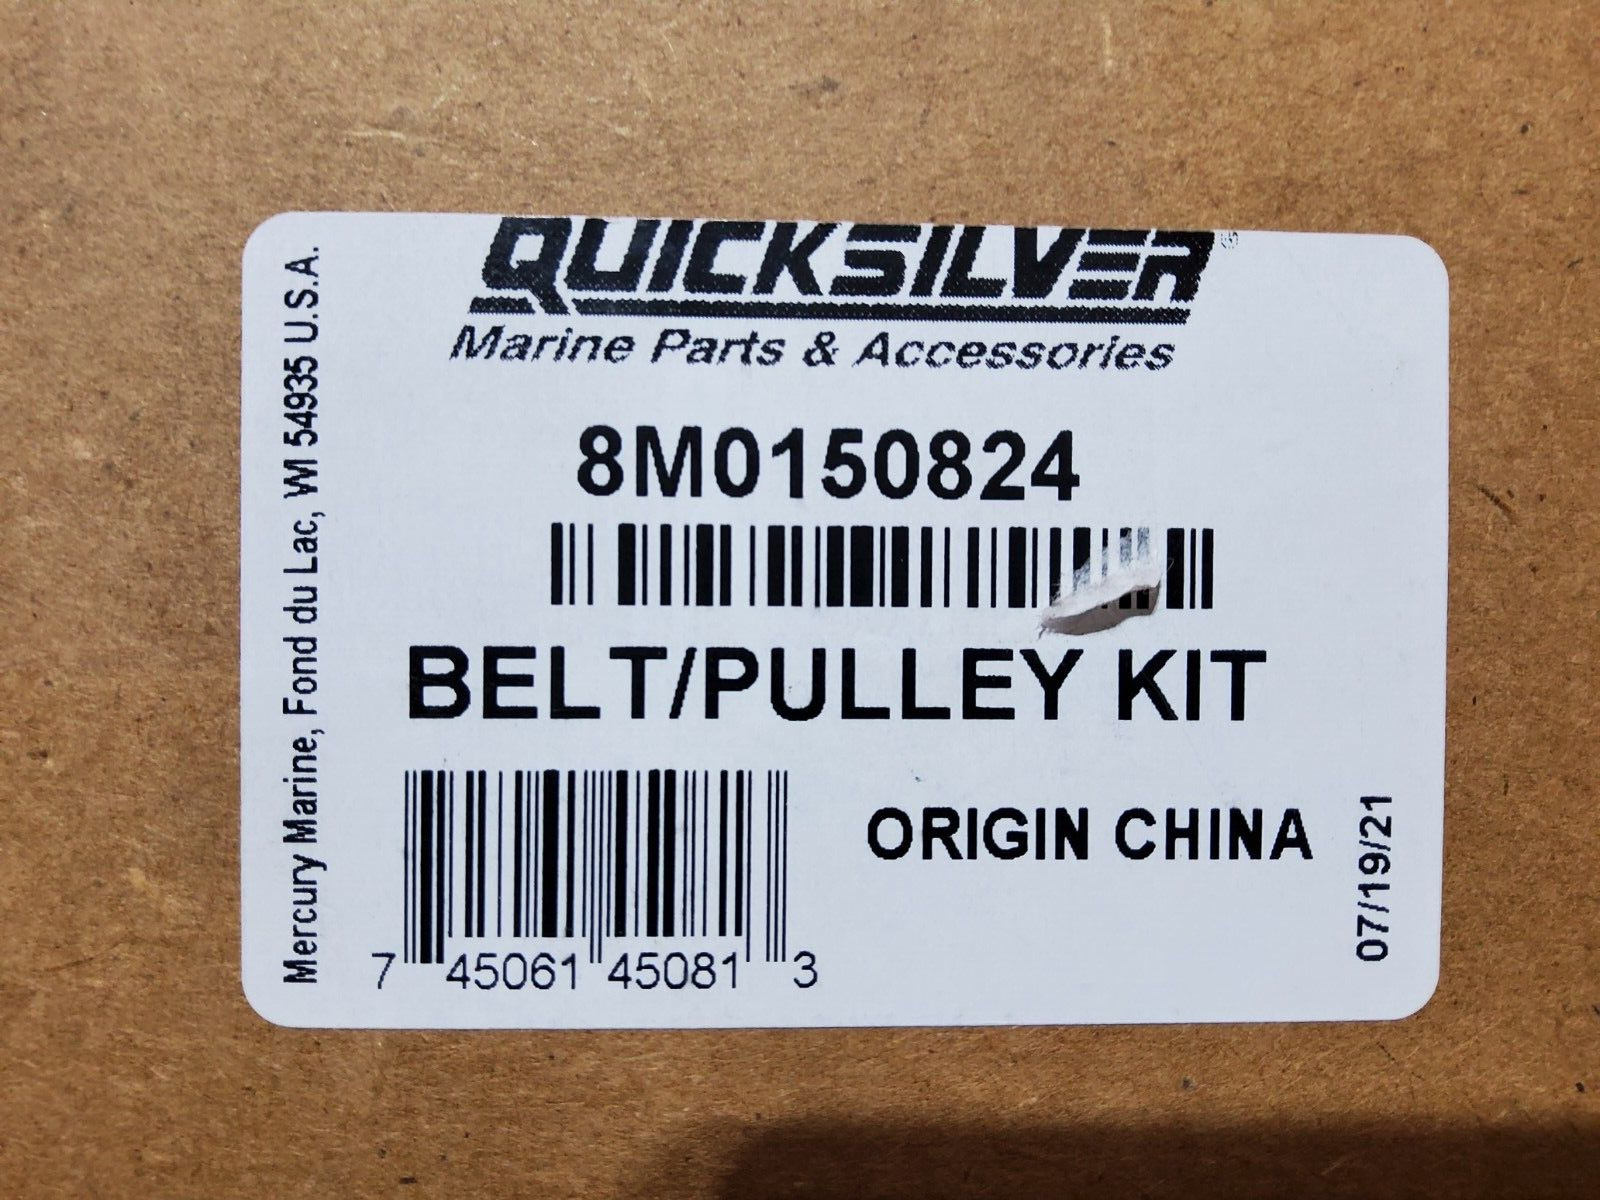 QUICKSILVER®
Marine Parts & Accessories
8M0150824
BELT/PULLEY KIT
ORIGIN CHINA
7 45061 45081 3
07/19/21
Mercury Marine, Fond du Lac, WI 54935 U.S.A.